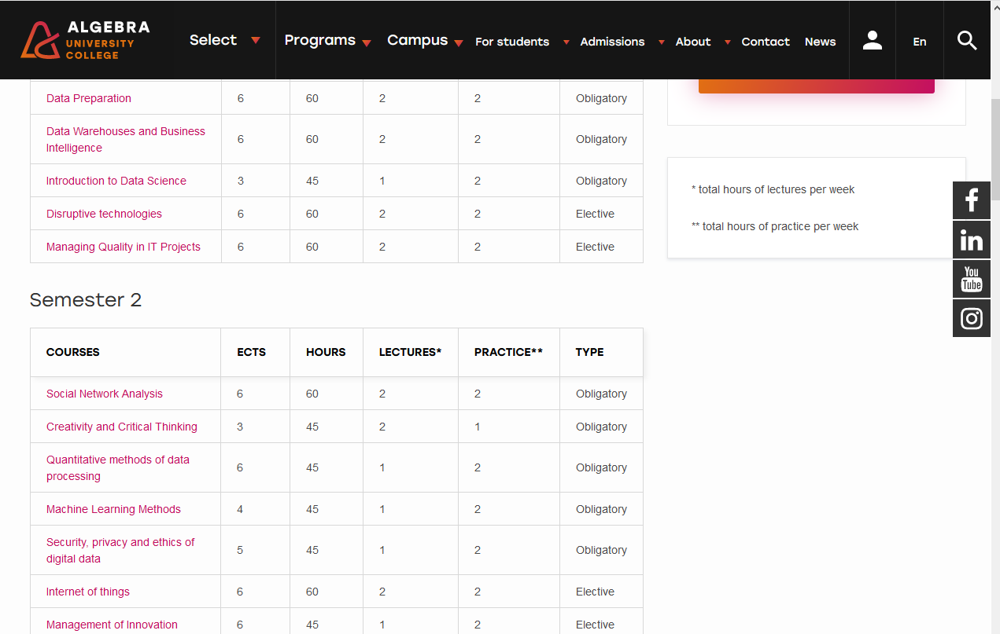 ALGEBRA
UNIVERSITY
COLLEGE
Select Programs Campus For students Admissions About Contact News En
Data Preparation 6 60 2 2 Obligatory
Data Warehouses and Business
Intelligence 6 60 2 2 Obligatory
Introduction to Data Science 3 45 1 2 Obligatory
Disruptive technologies 6 60 2 2 Elective
Managing Quality in IT Projects 6 60 2 2 Elective
* total hours of lectures per week
** total hours of practice per week
f
in
You
Tube
Semester 2
COURSES ECTS HOURS LECTURES* PRACTICE** TYPE
Social Network Analysis 6 60 2 2 Obligatory
Creativity and Critical Thinking 3 45 2 1 Obligatory
Quantitative methods of data
processing 6 45 1 2 Obligatory
Machine Learning Methods 4 45 1 2 Obligatory
Security, privacy and ethics of
digital data 5 45 1 2 Obligatory
Internet of things 6 60 2 2 Elective
Management of Innovation 6 45 1 2 Elective